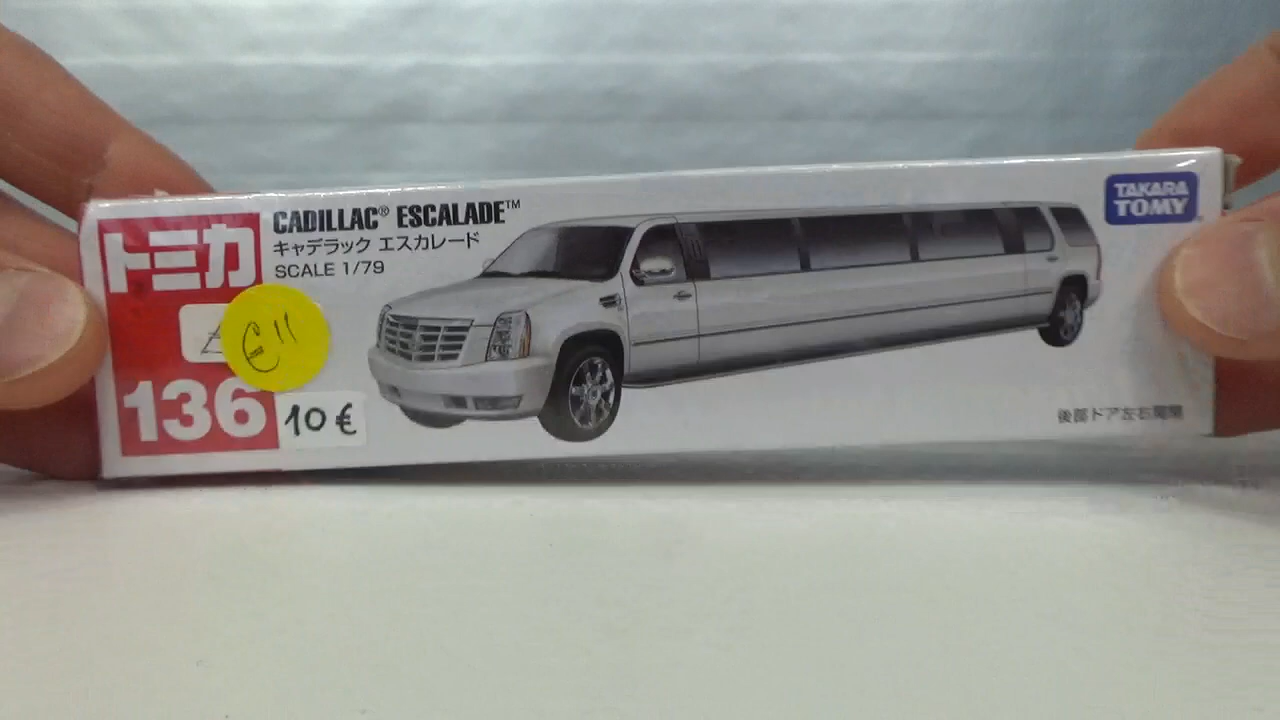 トミカ
€11
136
CADILLAC® ESCALADE™
キャデラック エスカレード
SCALE 1/79
10 €
TAKARA
TOMY
後部ドア左右開閉